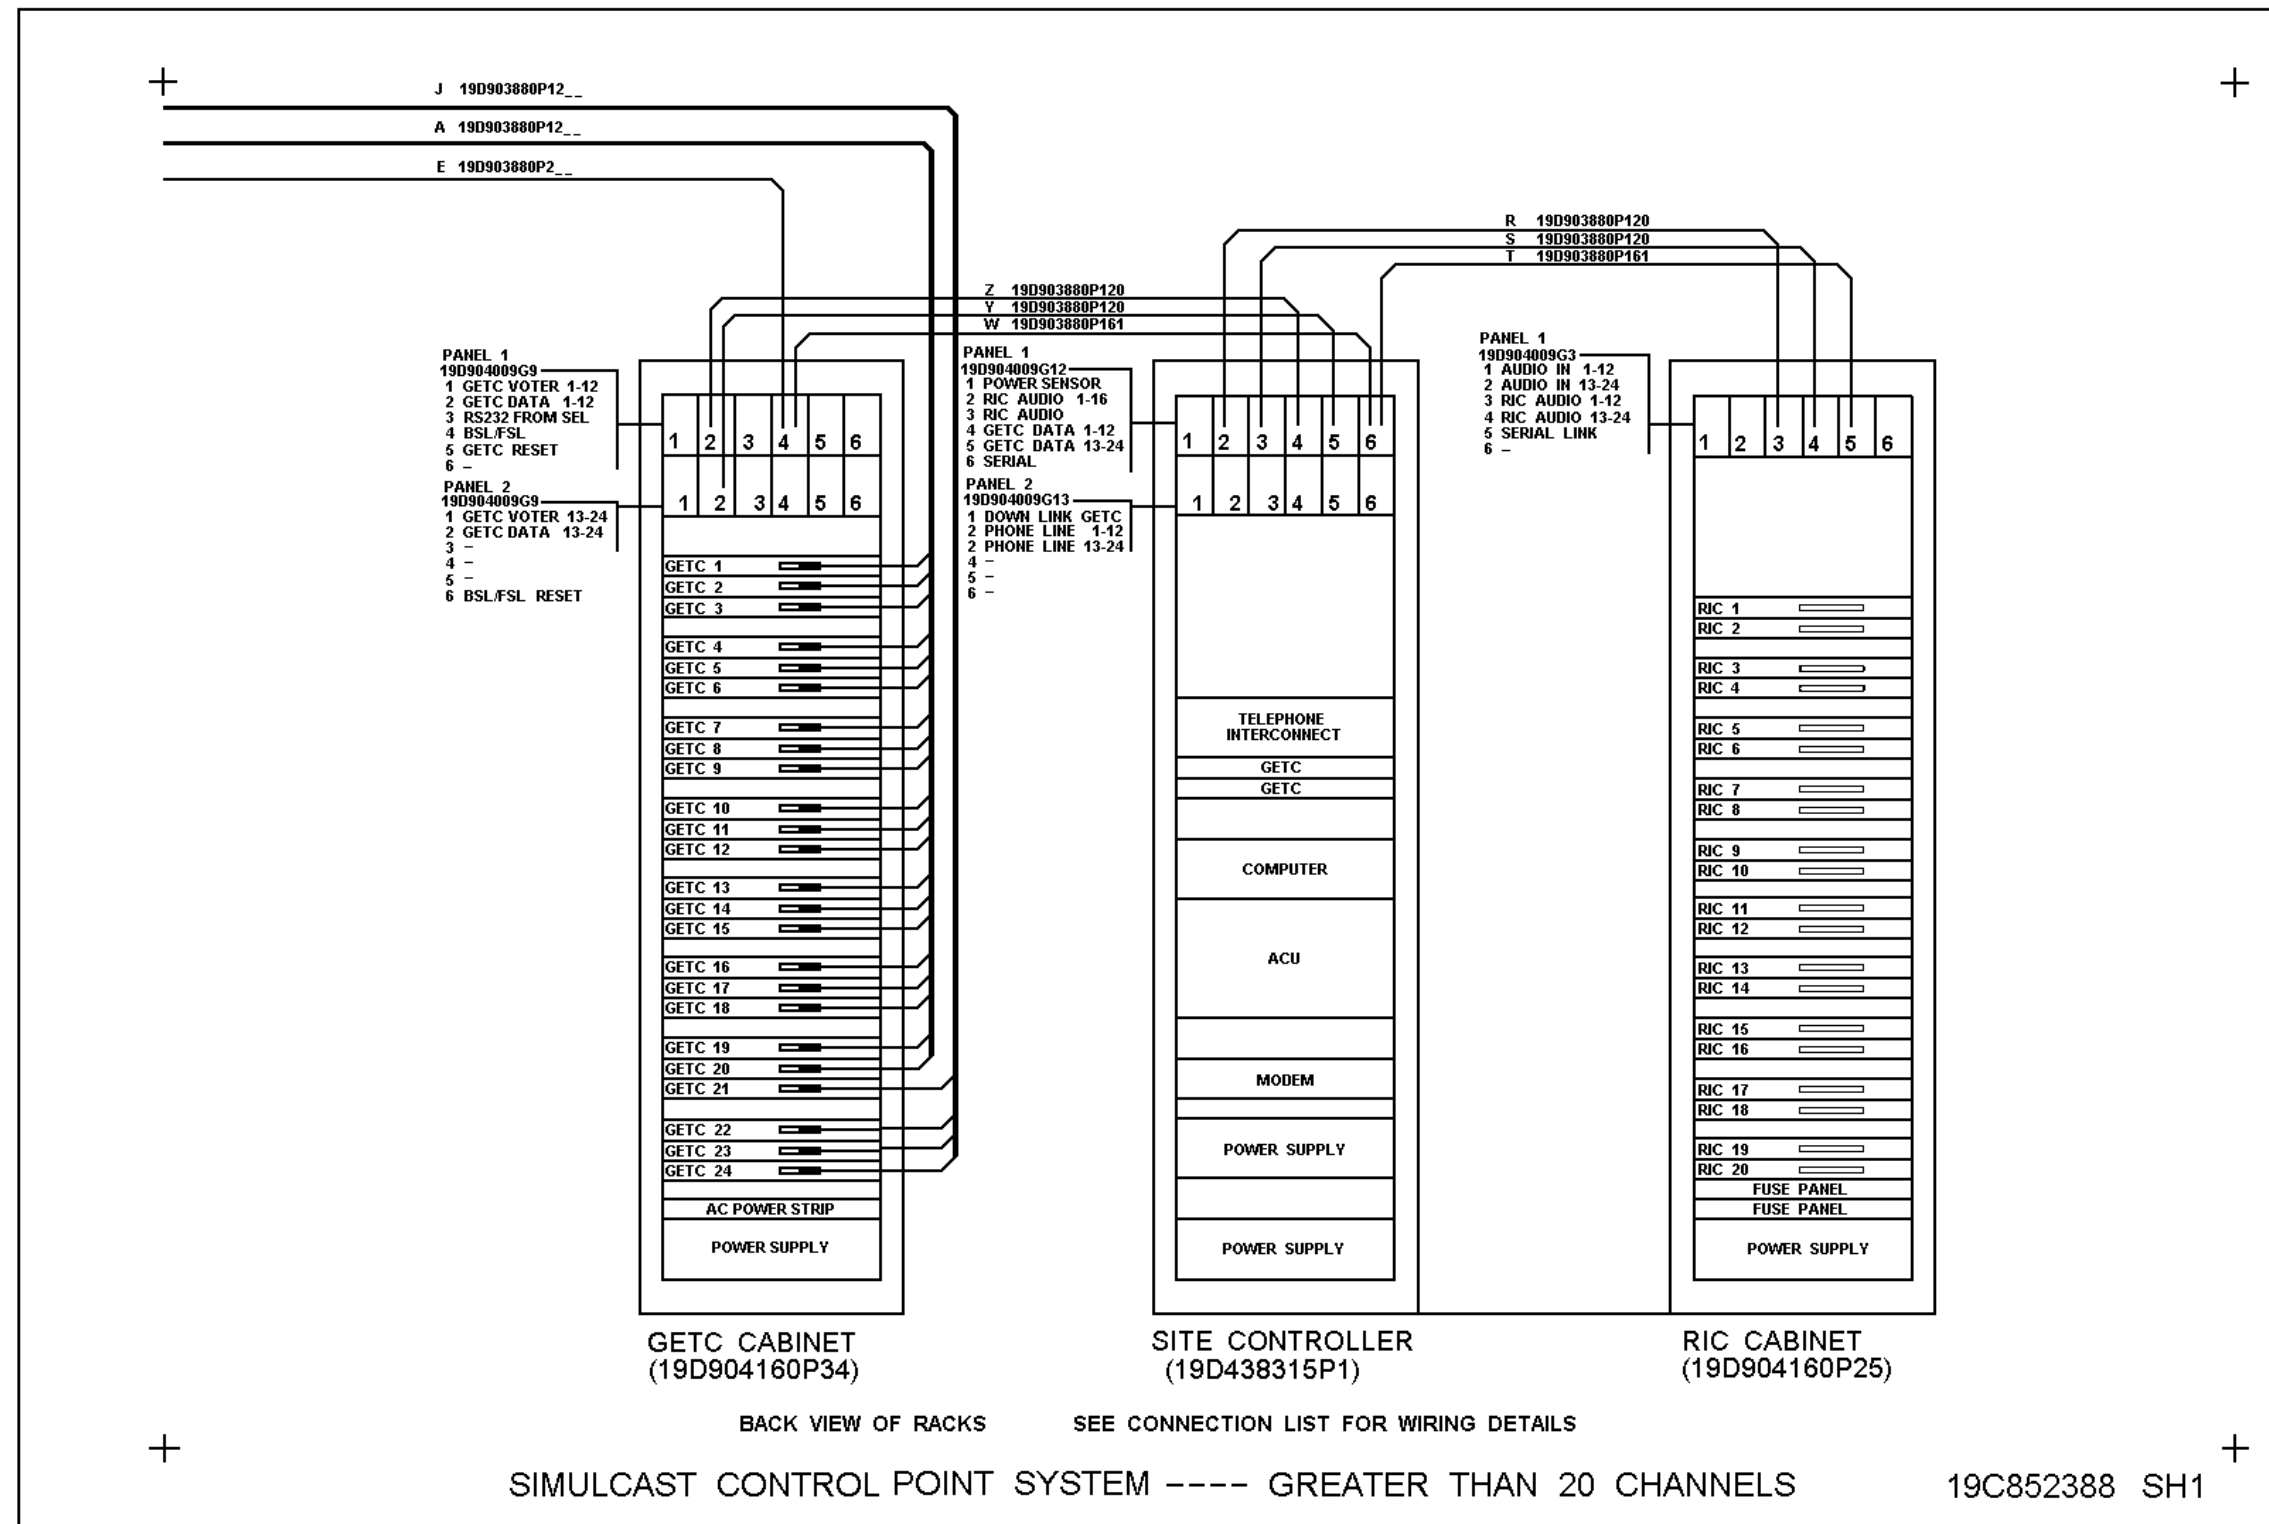 J 19D903880P12__
A 19D903880P12__
E 19D903880P2__
R 19D903880P120
S 19D903880P120
T 19D903880P161
Z 19D903880P120
Y 19D903880P120
W 19D903880P161
PANEL 1
19D904009G9
1 GETC VOTER 1-12
2 GETC DATA 1-12
3 RS232 FROM SEL
4 BSL/FSL
5 GETC RESET
6 -
PANEL 2
19D904009G9
1 GETC VOTER 13-24
2 GETC DATA 13-24
3 -
4 -
5 -
6 BSL/FSL RESET
1 2 3 4 5 6
1 2 3 4 5 6
GETC 1
GETC 2
GETC 3
GETC 4
GETC 5
GETC 6
GETC 7
GETC 8
GETC 9
GETC 10
GETC 11
GETC 12
GETC 13
GETC 14
GETC 15
GETC 16
GETC 17
GETC 18
GETC 19
GETC 20
GETC 21
GETC 22
GETC 23
GETC 24
AC POWER STRIP
POWER SUPPLY
GETC CABINET
(19D904160P34)
PANEL 1
19D904009G12
1 POWER SENSOR
2 RIC AUDIO 1-16
3 RIC AUDIO
4 GETC DATA 1-12
5 GETC DATA 13-24
6 SERIAL
PANEL 2
19D904009G13
1 DOWN LINK GETC
2 PHONE LINE 1-12
2 PHONE LINE 13-24
4 -
5 -
6 -
1 2 3 4 5 6
1 2 3 4 5 6
TELEPHONE
INTERCONNECT
GETC
GETC
COMPUTER
ACU
MODEM
POWER SUPPLY
POWER SUPPLY
SITE CONTROLLER
(19D438315P1)
PANEL 1
19D904009G3
1 AUDIO IN 1-12
2 AUDIO IN 13-24
3 RIC AUDIO 1-12
4 RIC AUDIO 13-24
5 SERIAL LINK
6 -
1 2 3 4 5 6
RIC 1
RIC 2
RIC 3
RIC 4
RIC 5
RIC 6
RIC 7
RIC 8
RIC 9
RIC 10
RIC 11
RIC 12
RIC 13
RIC 14
RIC 15
RIC 16
RIC 17
RIC 18
RIC 19
RIC 20
FUSE PANEL
FUSE PANEL
POWER SUPPLY
RIC CABINET
(19D904160P25)
BACK VIEW OF RACKS SEE CONNECTION LIST FOR WIRING DETAILS
SIMULCAST CONTROL POINT SYSTEM ---- GREATER THAN 20 CHANNELS 19C852388 SH1